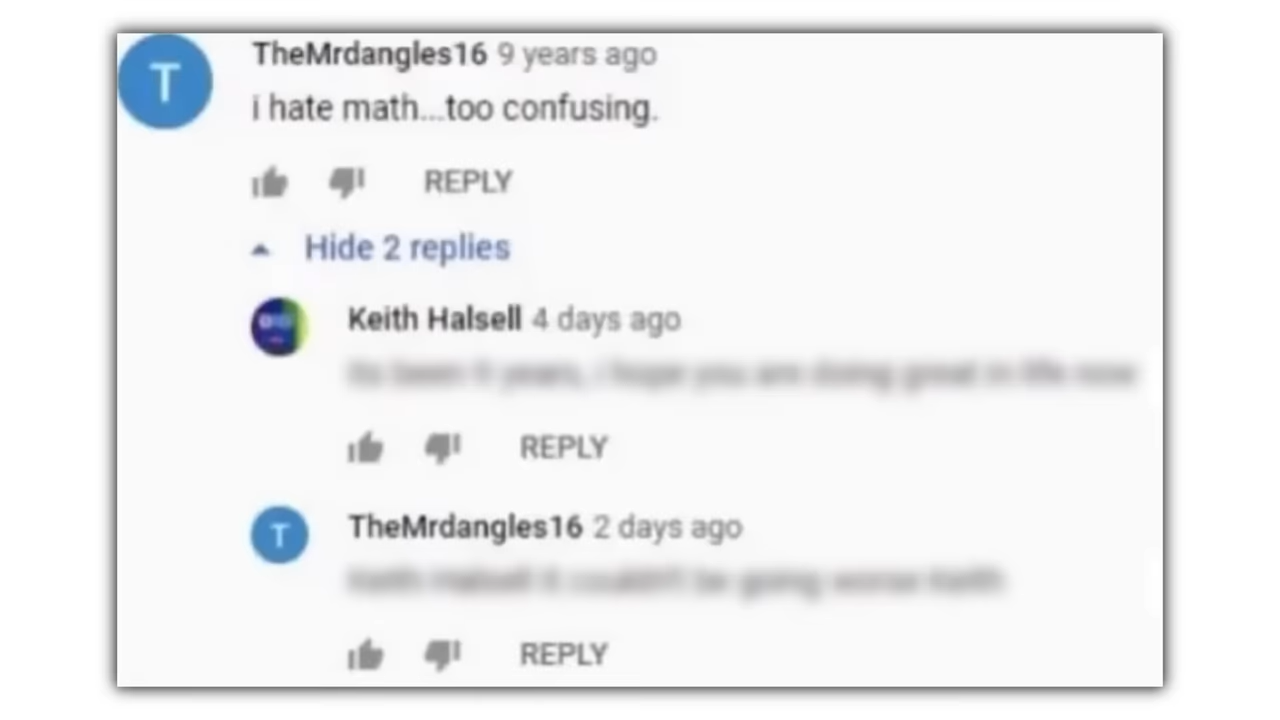 T
TheMrdangles16 9 years ago
i hate math...too confusing.
REPLY
Hide 2 replies
Keith Halsell 4 days ago
REPLY
T
TheMrdangles16 2 days ago
REPLY